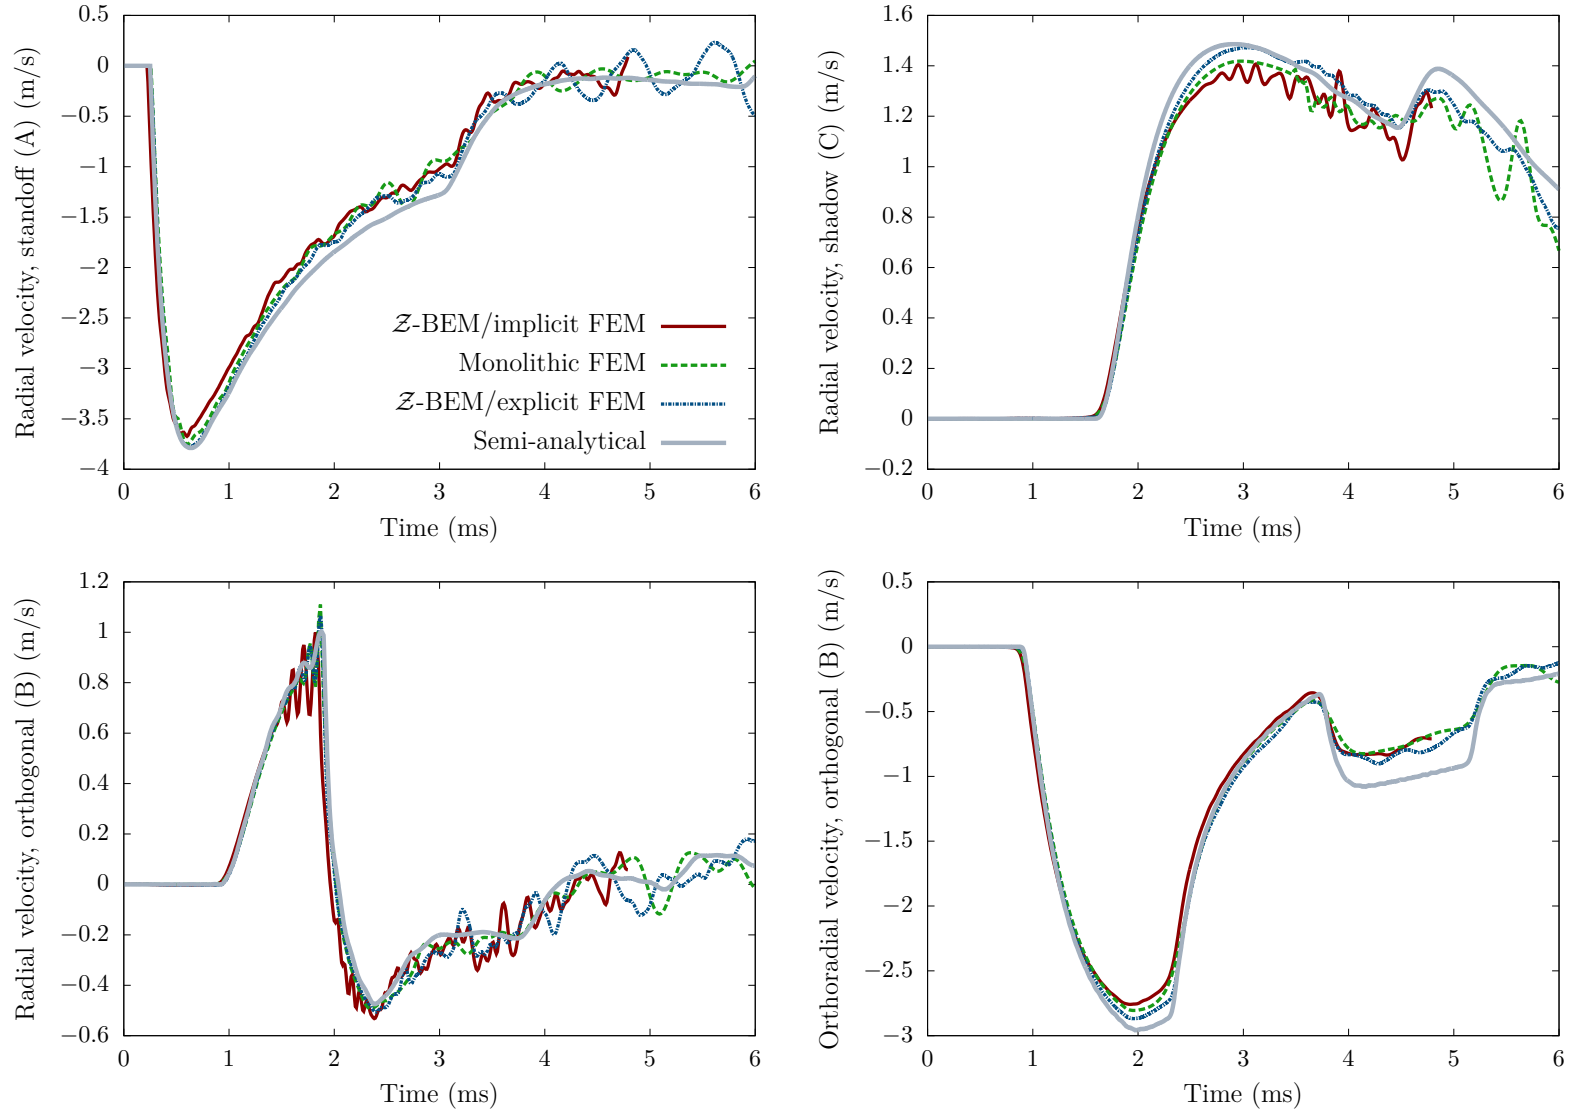 Radial velocity, standoff (A) (m/s)
0.5
0
−0.5
−1
−1.5
−2
−2.5
−3
−3.5
−4
0 1 2 3 4 5 6
Time (ms)
𝒵-BEM/implicit FEM
Monolithic FEM
𝒵-BEM/explicit FEM
Semi-analytical
Radial velocity, shadow (C) (m/s)
1.6
1.4
1.2
1
0.8
0.6
0.4
0.2
0
−0.2
0 1 2 3 4 5 6
Time (ms)
Radial velocity, orthogonal (B) (m/s)
1.2
1
0.8
0.6
0.4
0.2
0
−0.2
−0.4
−0.6
0 1 2 3 4 5 6
Time (ms)
Orthoradial velocity, orthogonal (B) (m/s)
0.5
0
−0.5
−1
−1.5
−2
−2.5
−3
0 1 2 3 4 5 6
Time (ms)